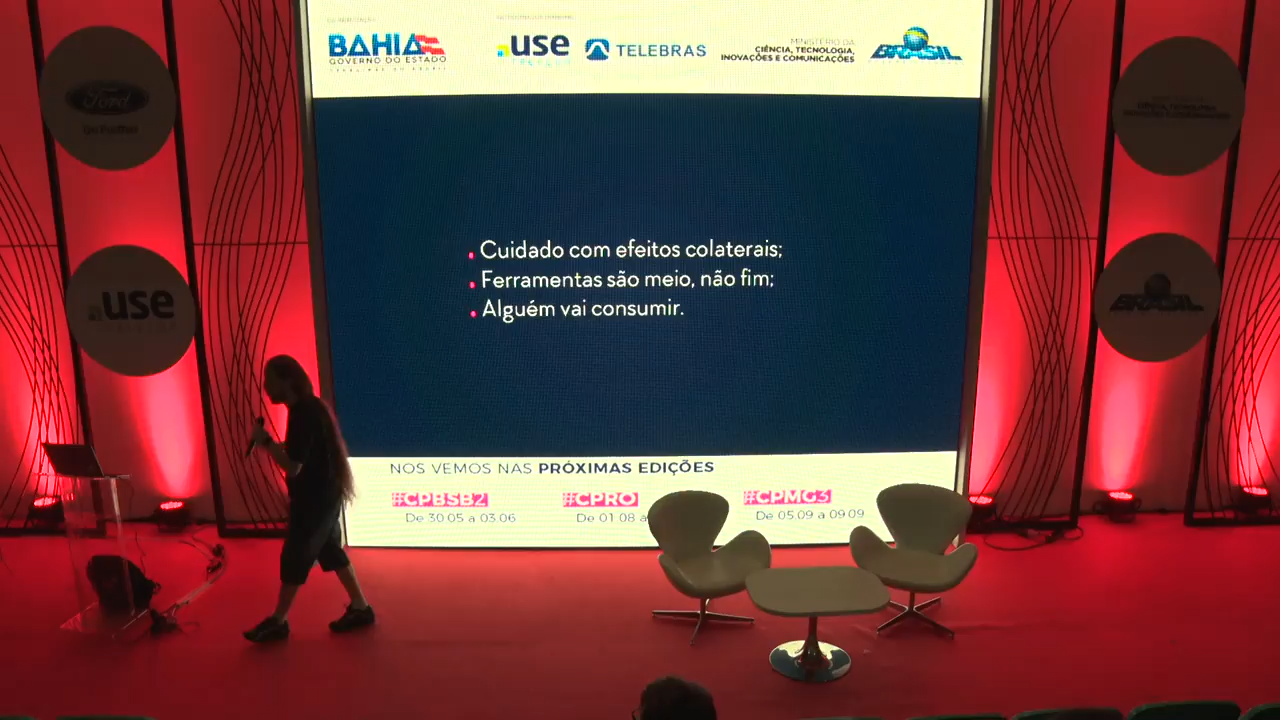 BAHIA
GOVERNO DO ESTADO
use
TELEBRAS
MINISTÉRIO DA
CIÊNCIA, TECNOLOGIA,
INOVAÇÕES E COMUNICAÇÕES
BRASIL
Ford
use
BRASIL
Cuidado com efeitos colaterais;
Ferramentas são meio, não fim;
Alguém vai consumir.
NOS VEMOS NAS PRÓXIMAS EDIÇÕES
#CPBSB2
De 30.05 a 03.06
#CPRO
De 01.08 a
#CPMG3
De 05.09 a 09.09